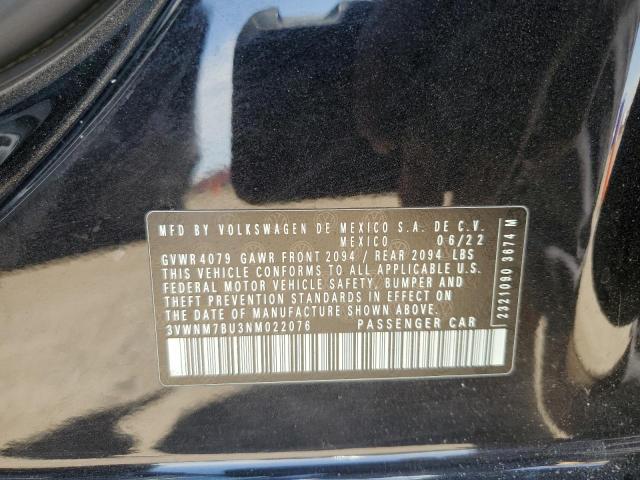 MFD BY VOLKSWAGEN DE MEXICO S.A. DE C.V.
MEXICO 06/22
GVWR 4079 GAWR FRONT 2094 / REAR 2094 LBS
THIS VEHICLE CONFORMS TO ALL APPLICABLE U.S.
FEDERAL MOTOR VEHICLE SAFETY, BUMPER AND
THEFT PREVENTION STANDARDS IN EFFECT ON
THE DATE OF MANUFACTURE SHOWN ABOVE.
3VWNM7BU3NM022076 PASSENGER CAR
2321090 3874 M